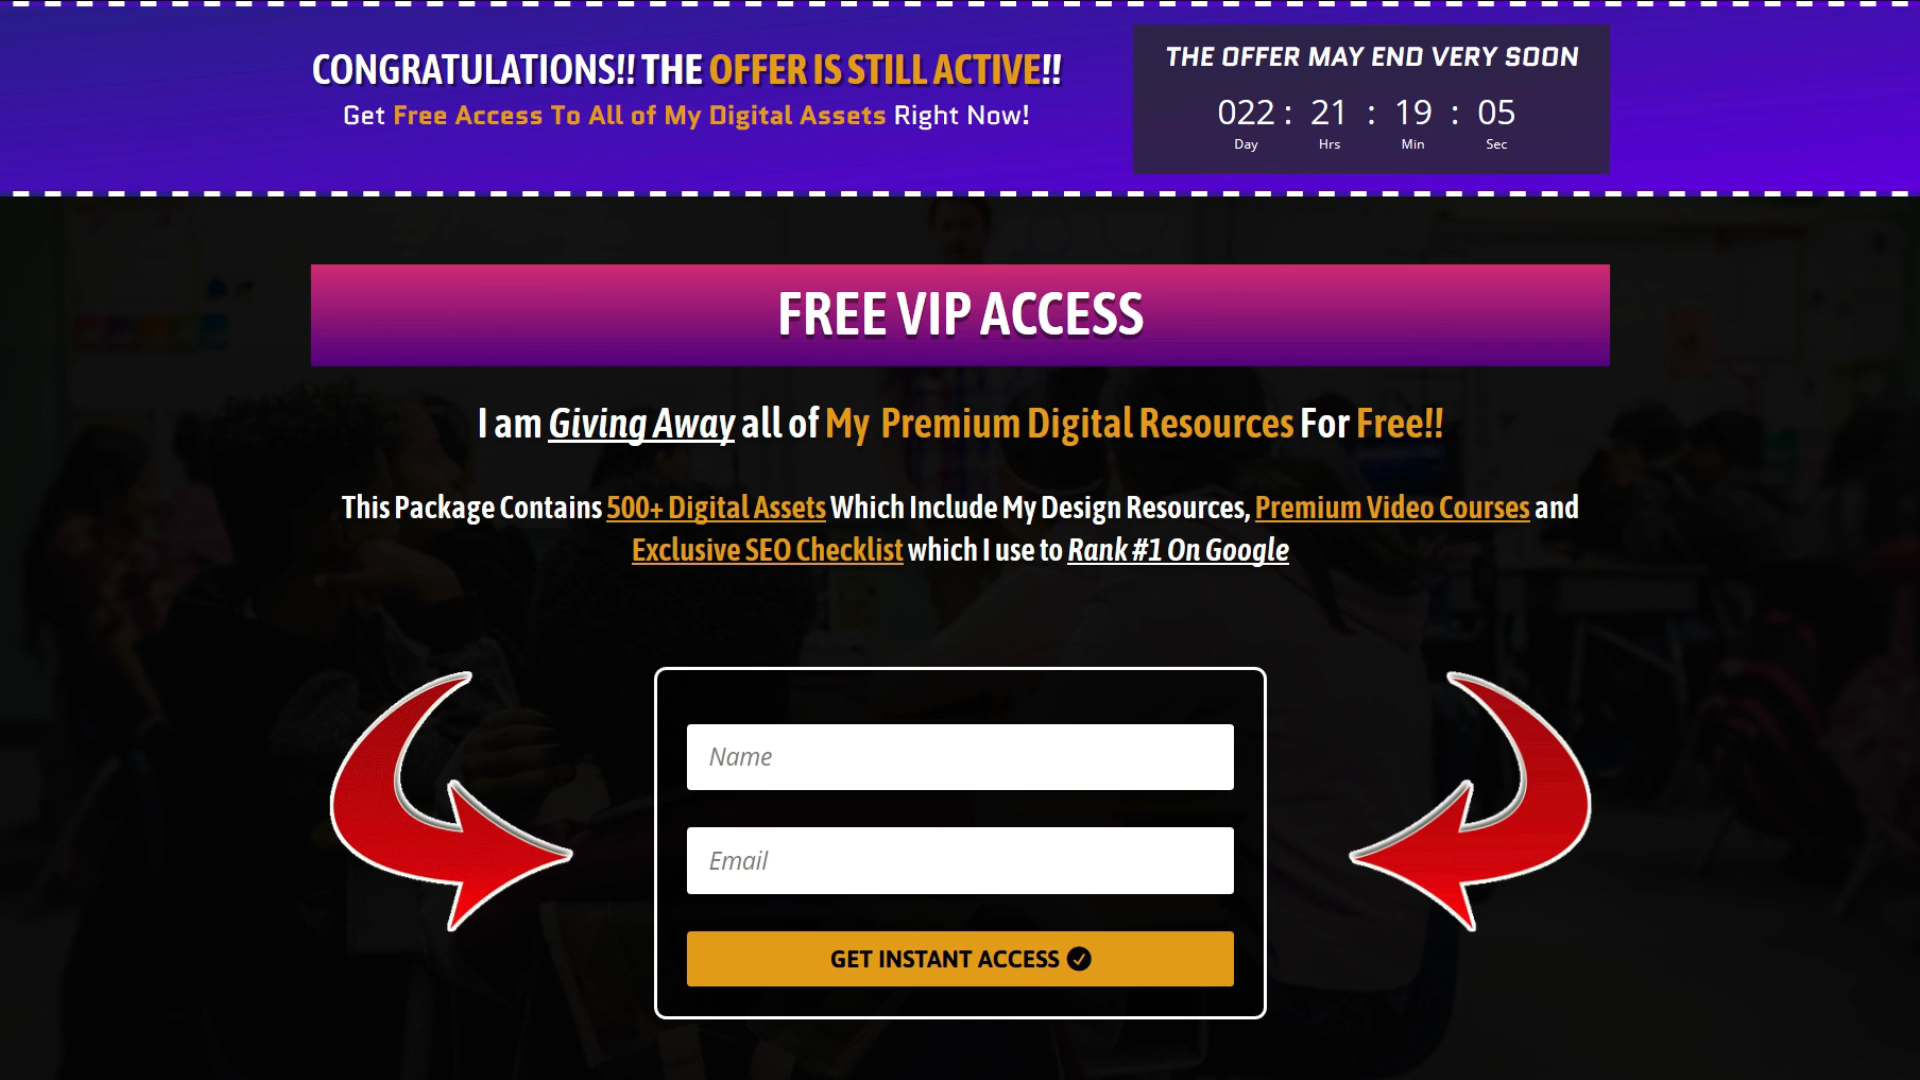 CONGRATULATIONS!! THE OFFER IS STILL ACTIVE!!
Get Free Access To All of My Digital Assets Right Now!
THE OFFER MAY END VERY SOON
022 : 21 : 19 : 05
Day Hrs Min Sec
FREE VIP ACCESS
I am Giving Away all of My Premium Digital Resources For Free!!
This Package Contains 500+ Digital Assets Which Include My Design Resources, Premium Video Courses and
Exclusive SEO Checklist which I use to Rank #1 On Google
Name
Email
GET INSTANT ACCESS